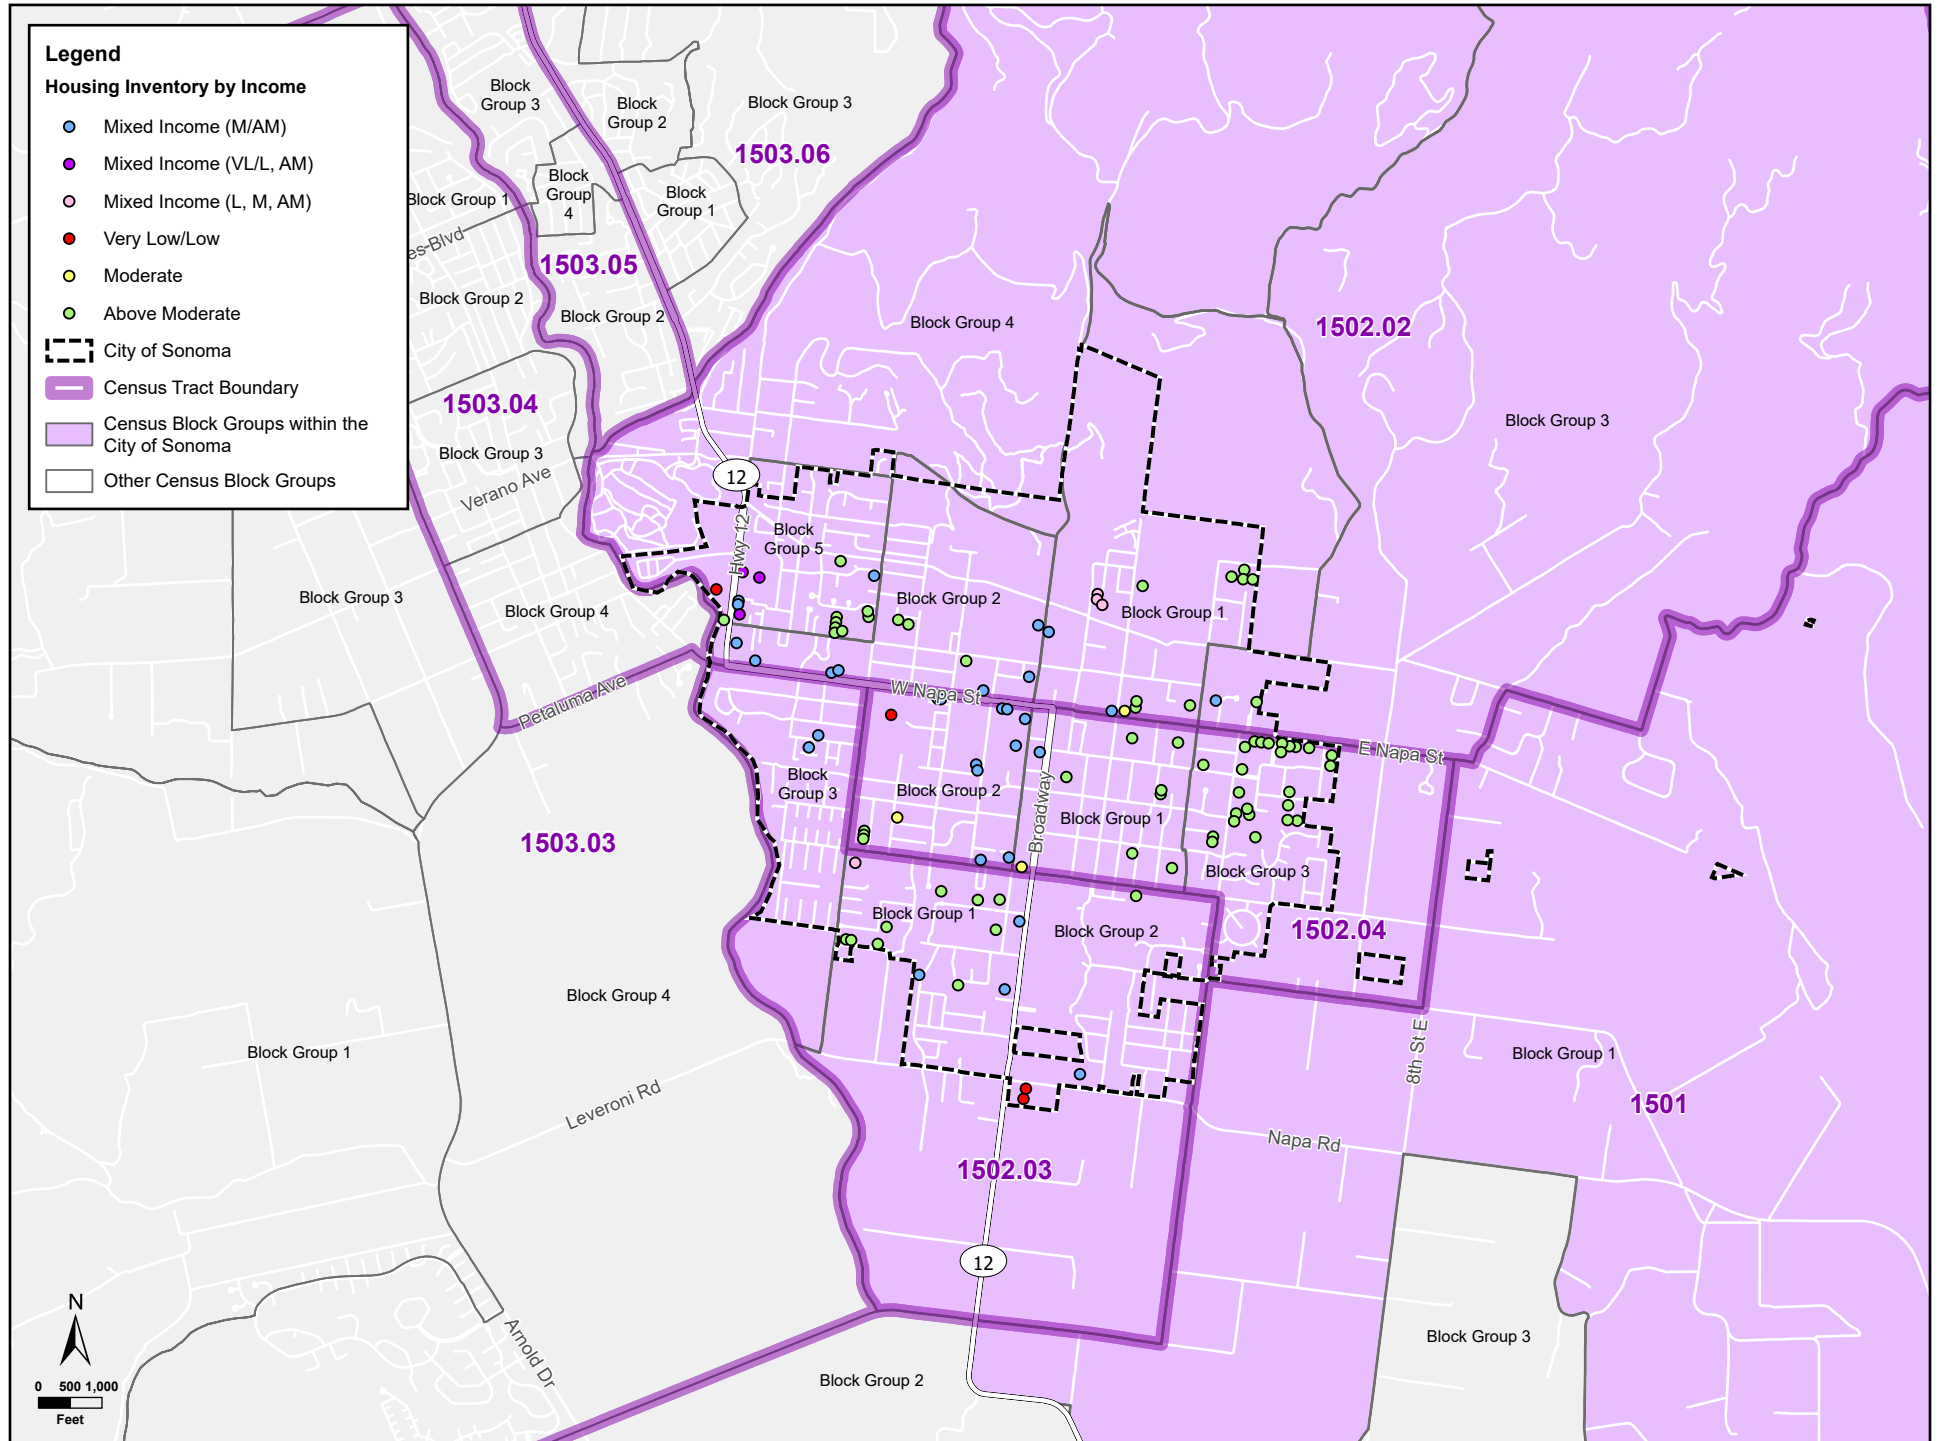 Legend
Housing Inventory by Income
Mixed Income (M/AM)
Mixed Income (VL/L, AM)
Mixed Income (L, M, AM)
Very Low/Low
Moderate
Above Moderate
City of Sonoma
Census Tract Boundary
Census Block Groups within the
City of Sonoma
Other Census Block Groups
Block
Group 3
Block
Group 2
Block Group 3
1503.06
Block Group 1
Block
Group
4
Block
Group 1
es-Blvd
1503.05
Block Group 2
Block Group 2
Block Group 4
1502.02
1503.04
Block Group 3
Block Group 3
Verano Ave
12
Hwy 12
Block
Group 5
Block Group 3
Block Group 4
Block Group 2
Block Group 1
Petaluma Ave
W Napa St
E Napa St
Block
Group 3
Block Group 2
Broadway
Block Group 1
1503.03
Block Group 3
Block Group 1
Block Group 2
1502.04
Block Group 4
Block Group 1
8th St E
Block Group 1
Leveroni Rd
1501
Napa Rd
1502.03
12
N
0 500 1,000
Feet
Arnold Dr
Block Group 2
Block Group 3